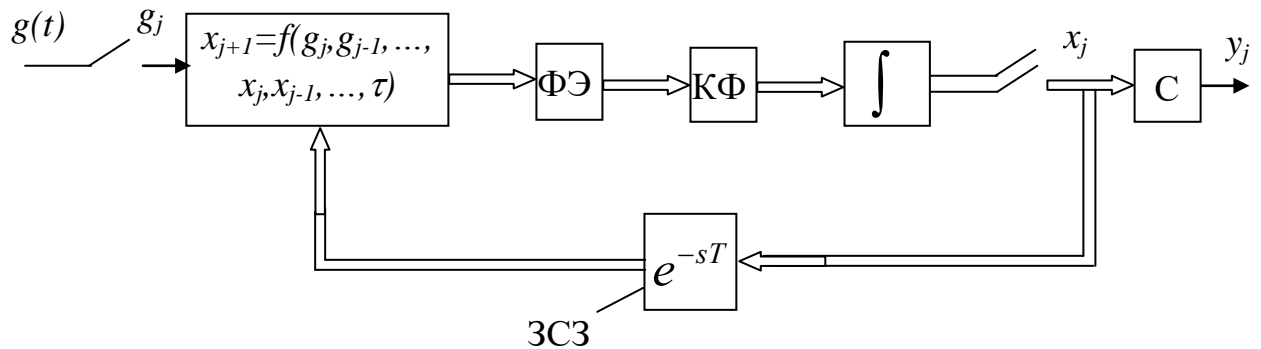 g(t)
g_j
x_{j+1}=f(g_j,g_{j-1},...,
x_j,x_{j-1},...,τ)
ФЭ
КФ
∫
x_j
С
y_j
e^{-sT}
ЗСЗ